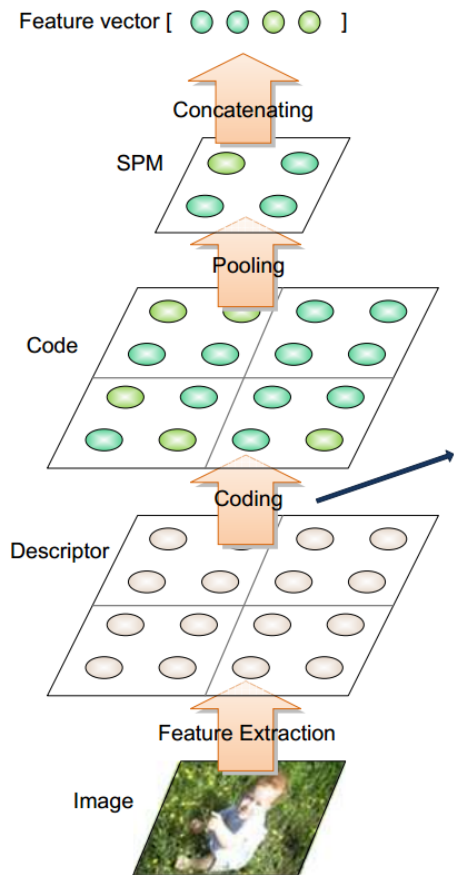 Feature vector [ ]
Concatenating
SPM
Pooling
Code
Coding
Descriptor
Feature Extraction
Image